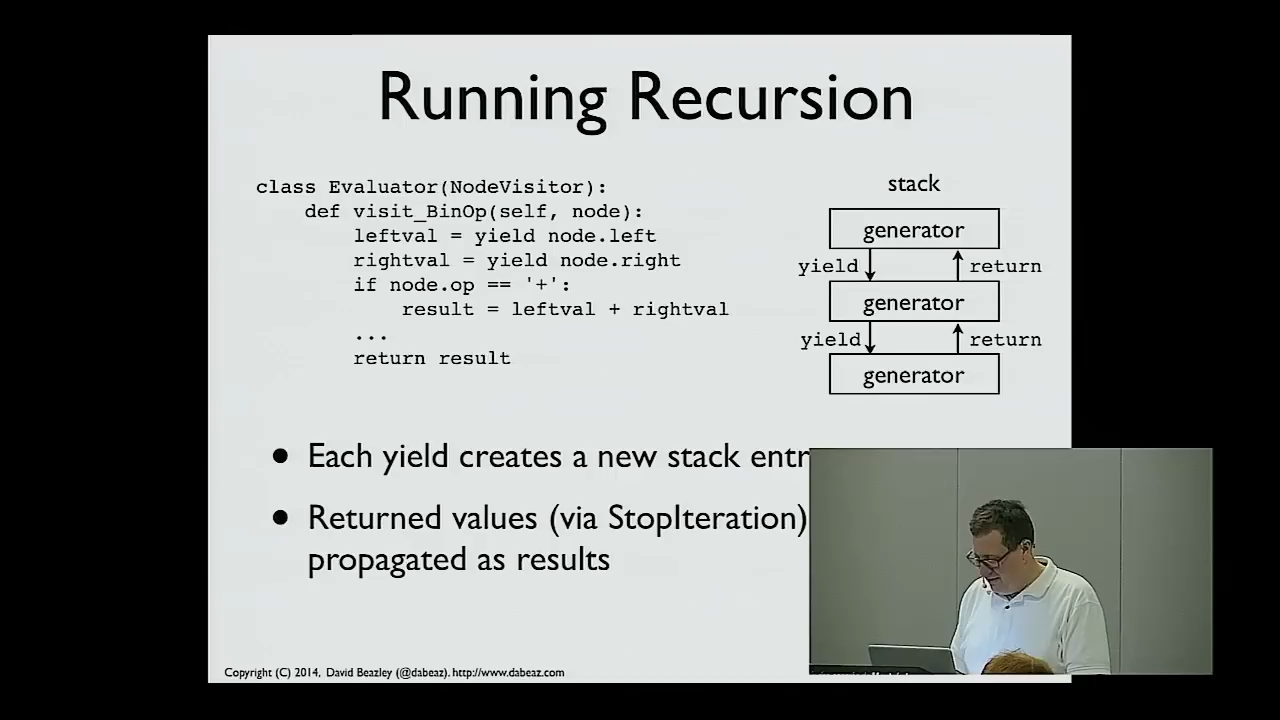 Running Recursion
class Evaluator(NodeVisitor):
def visit_BinOp(self, node):
leftval = yield node.left
rightval = yield node.right
if node.op == '+':
result = leftval + rightval
...
return result
stack
generator
yield
return
generator
yield
return
generator
• Each yield creates a new stack
• Returned values (via StopIteration)
propagated as results
Copyright (C) 2014, David Beazley (@dabeaz). http://www.dabeaz.com